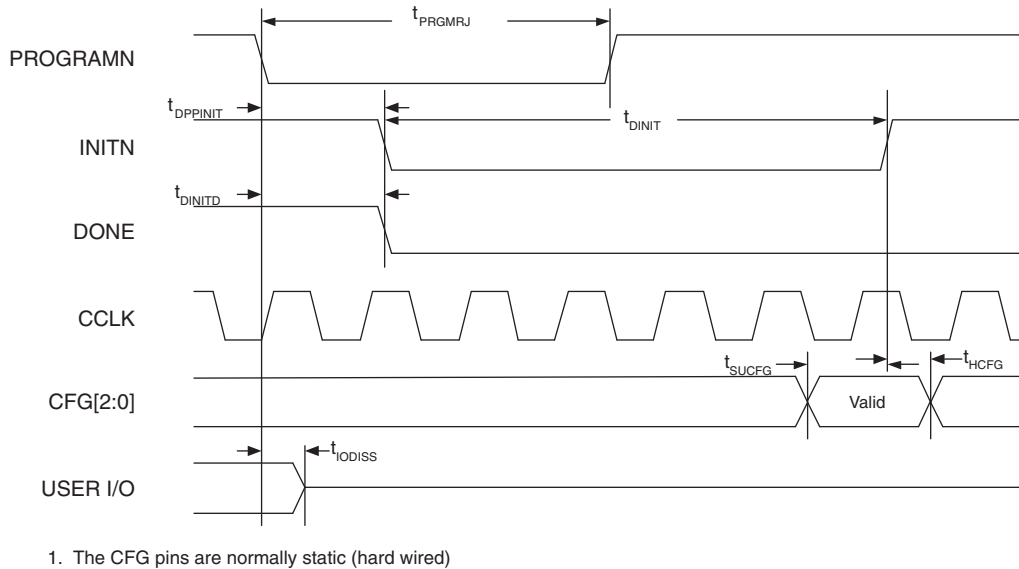 tPRGMRJ
PROGRAMN
tDPPINIT
tDINIT
INITN
tDINITD
DONE
CCLK
tSUCFG
tHCFG
CFG[2:0]
Valid
tIODISS
USER I/O
1. The CFG pins are normally static (hard wired)